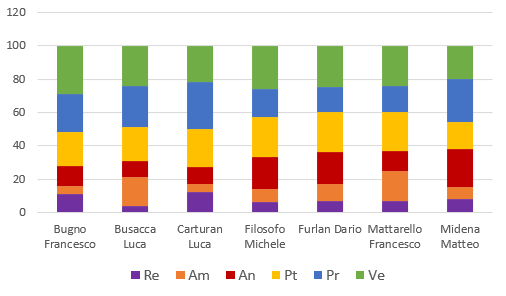 120
100
80
60
40
20
0
Bugno Busacca Carturan Filosofo Furlan Dario Mattarello Midena
Francesco Luca Luca Michele Francesco Matteo
Re Am An Pt Pr Ve